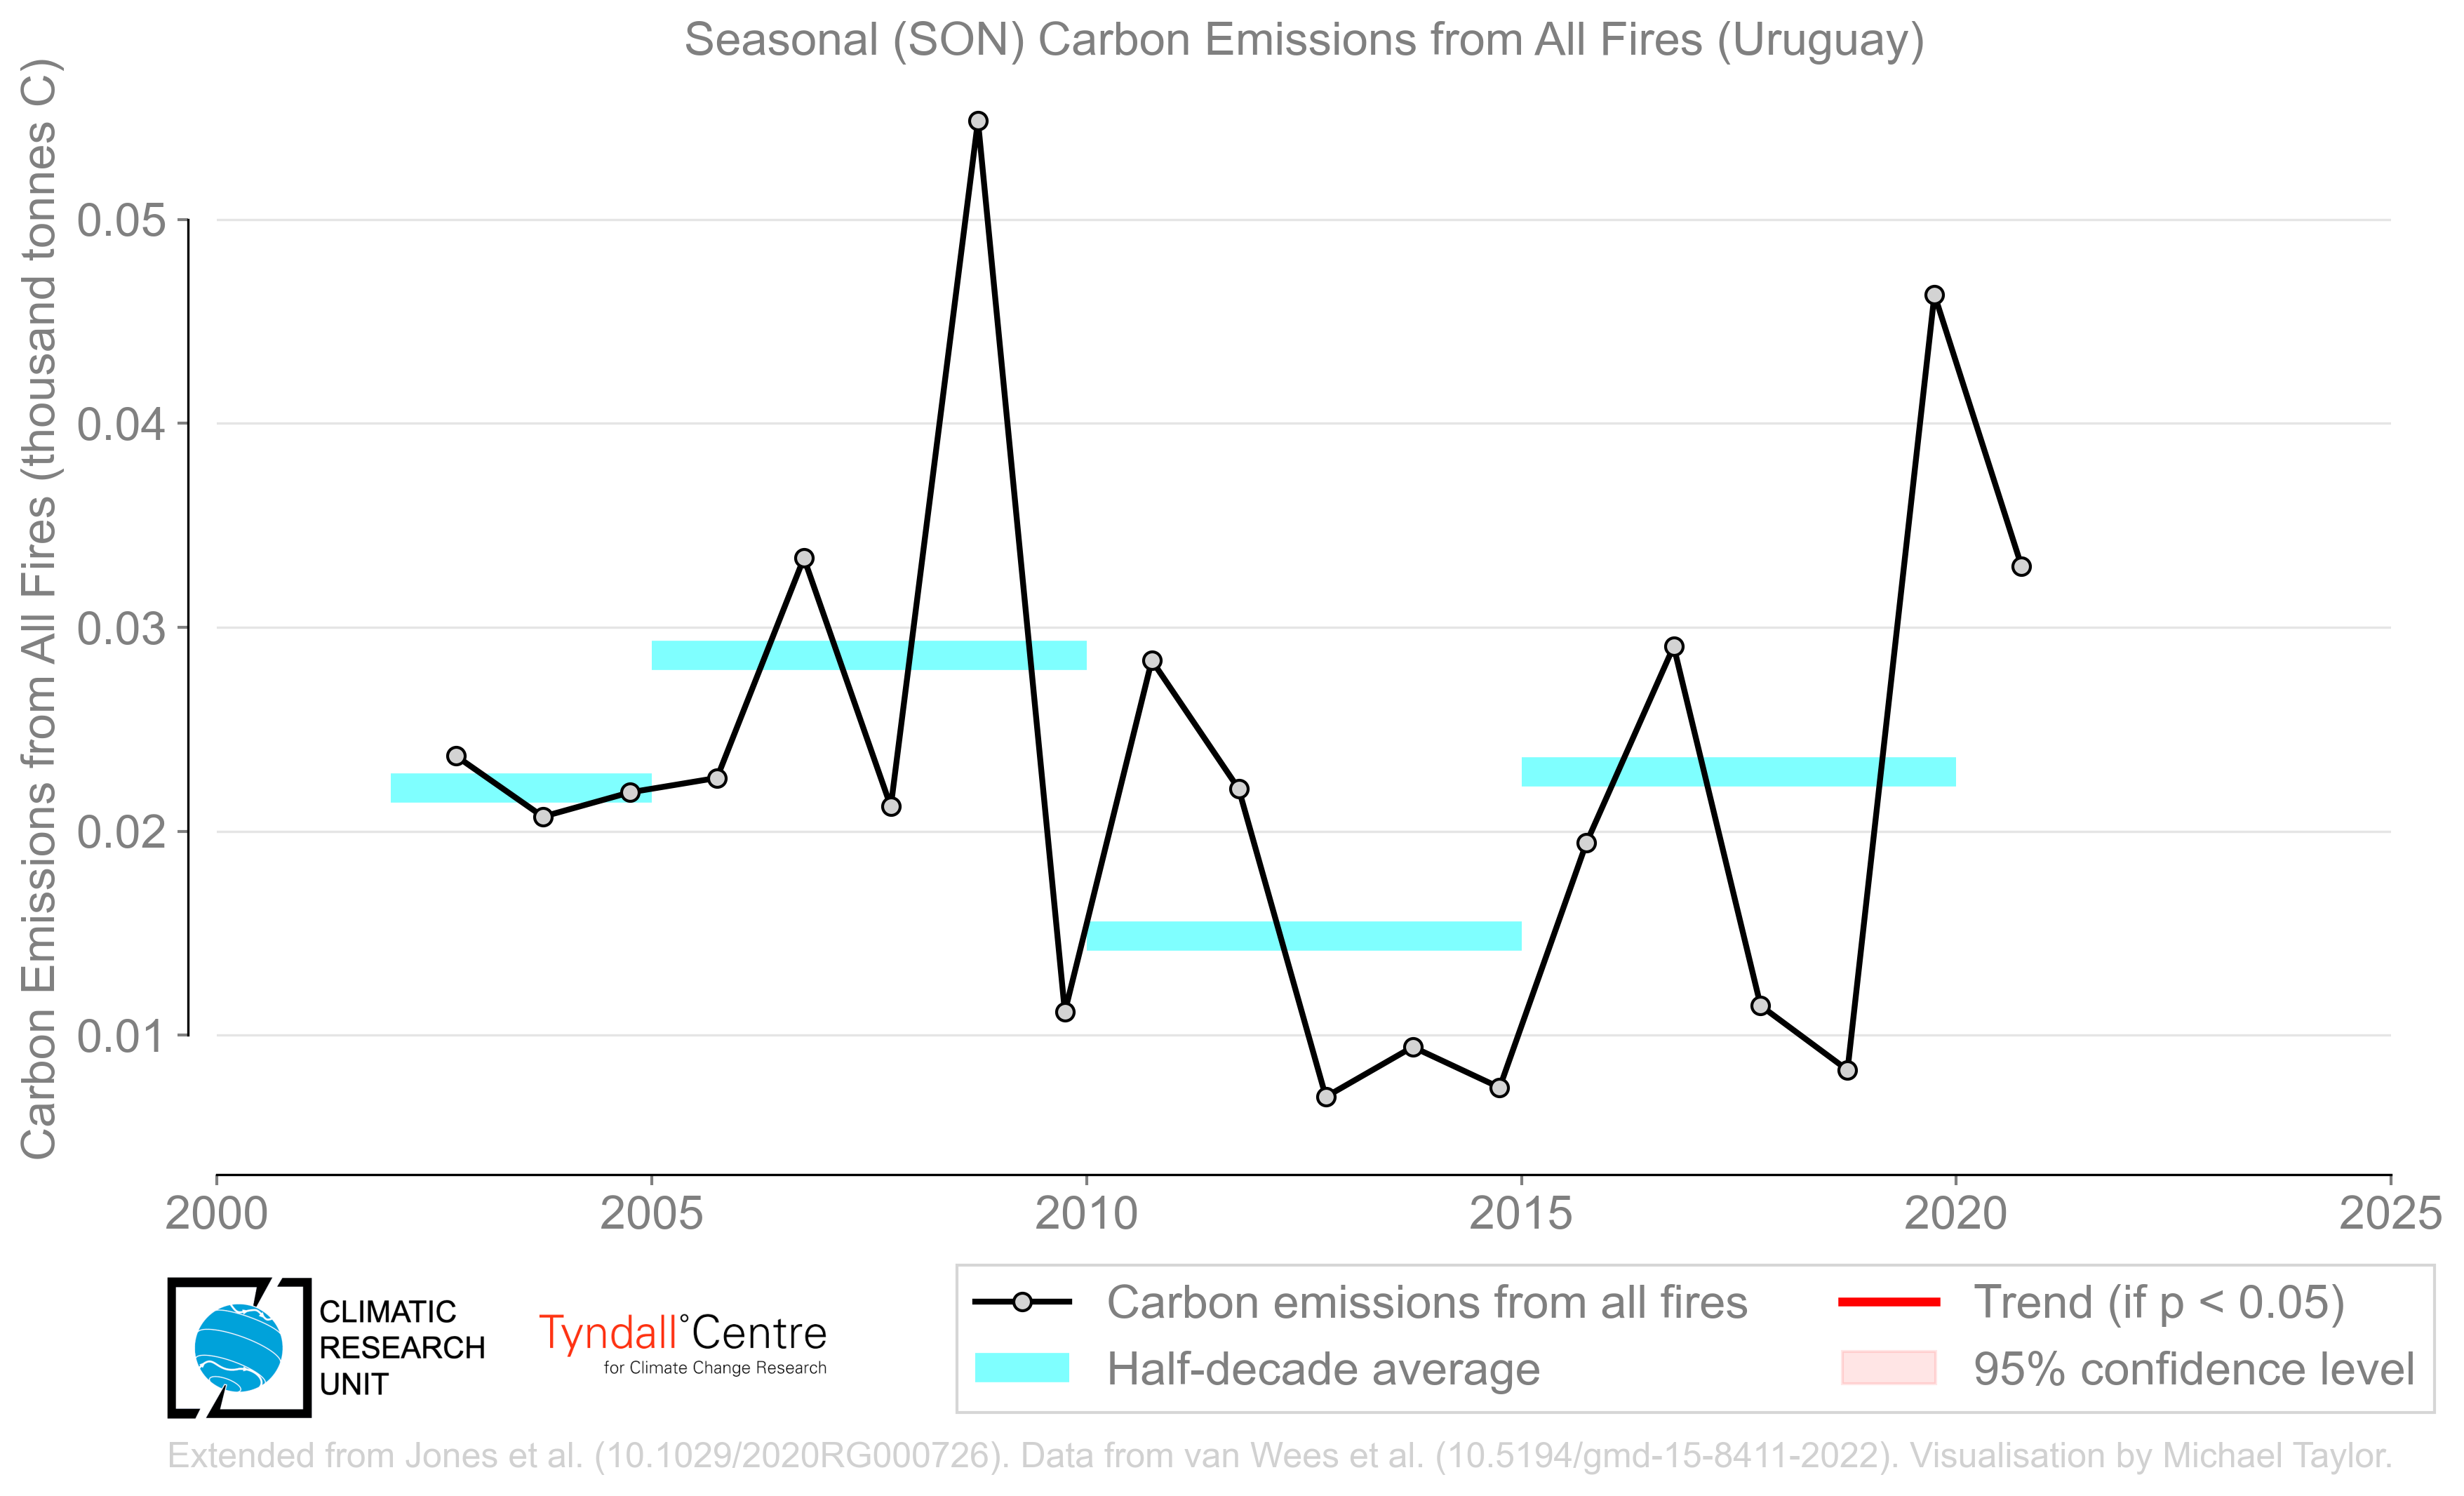 Seasonal (SON) Carbon Emissions from All Fires (Uruguay)
Carbon Emissions from All Fires (thousand tonnes C)
0.05
0.04
0.03
0.02
0.01
2000 2005 2010 2015 2020 2025
CLIMATIC
RESEARCH
UNIT
Tyndall°Centre
for Climate Change Research
Carbon emissions from all fires
Half-decade average
Trend (if p < 0.05)
95% confidence level
Extended from Jones et al. (10.1029/2020RG000726). Data from van Wees et al. (10.5194/gmd-15-8411-2022). Visualisation by Michael Taylor.